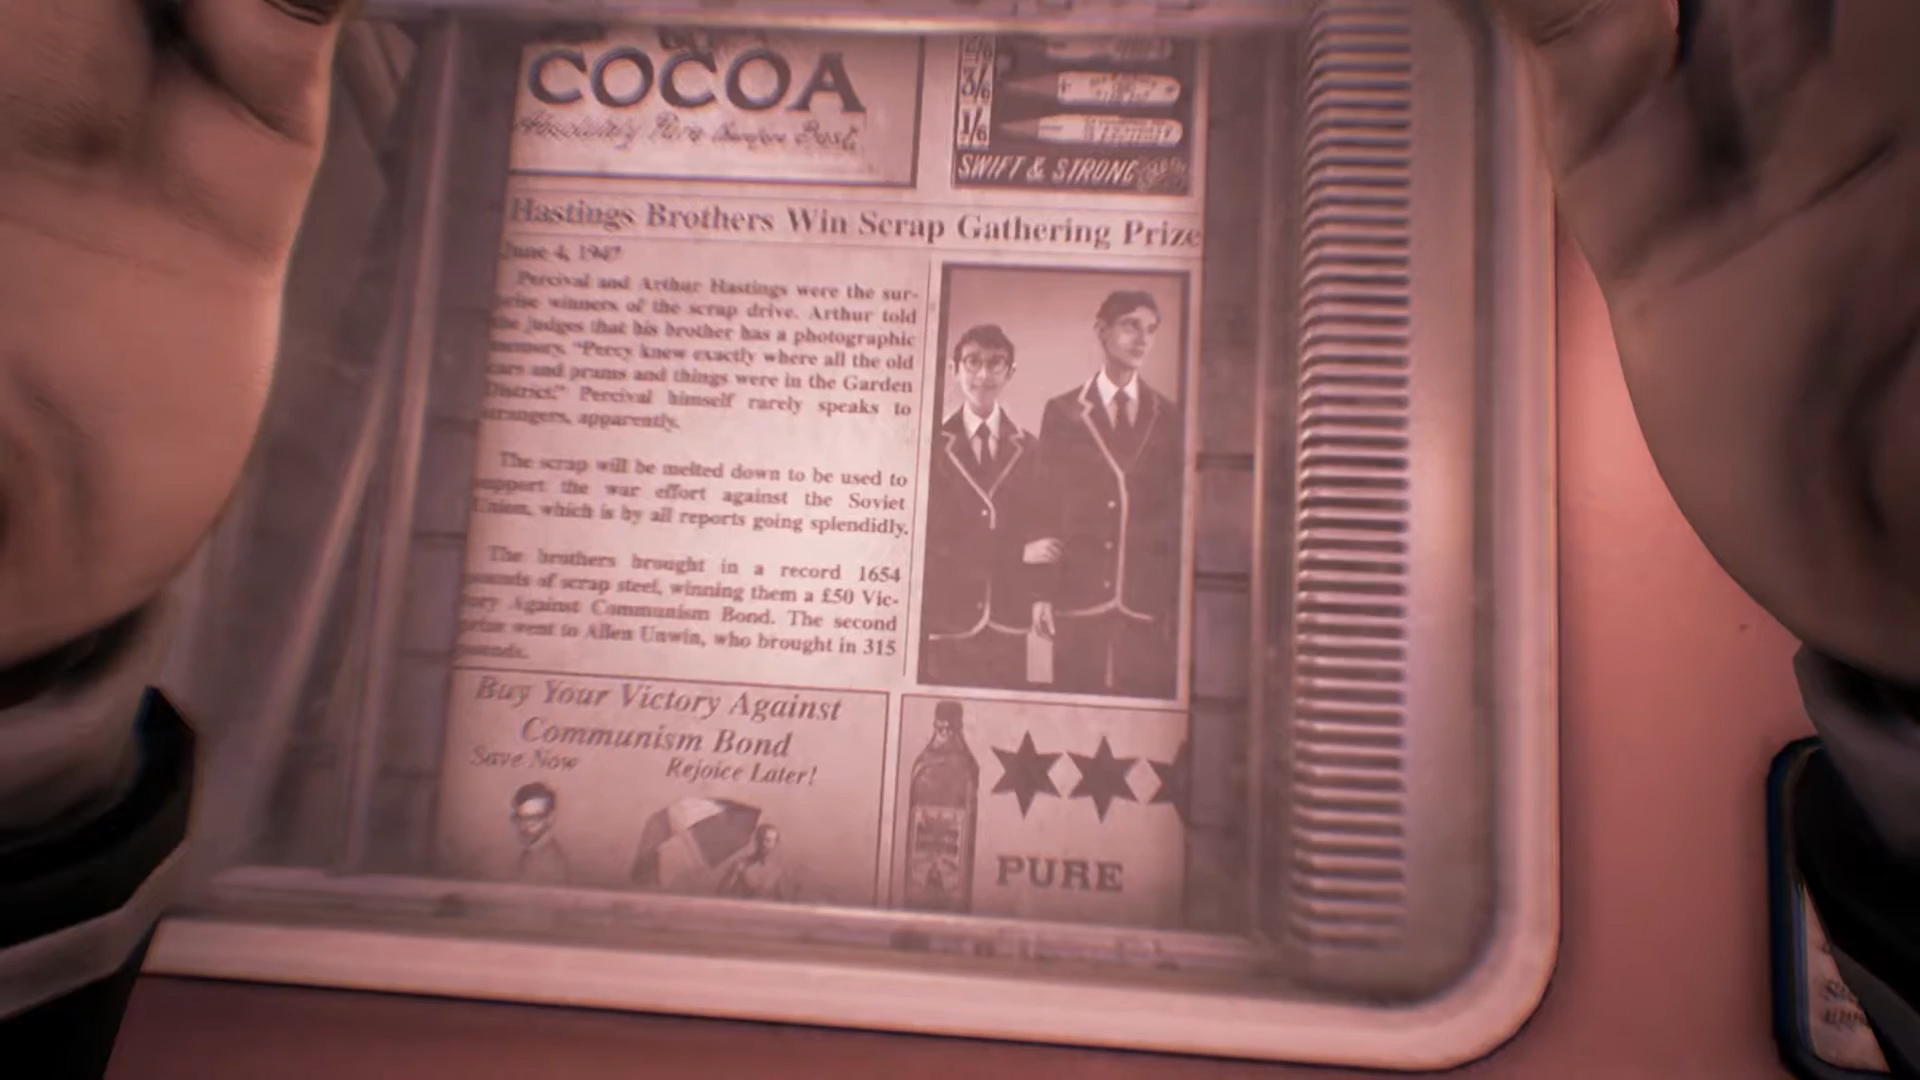 COCOA
Absolutely Pure
3/6
1/6
SWIFT & STRONG
Hastings Brothers Win Scrap Gathering Prize
June 4, 1947
Percival and Arthur Hastings were the sur-
prise winners of the scrap drive. Arthur told
the judges that his brother has a photographic
memory. "Percy knew exactly where all the old
cars and prams and things were in the Garden
District." Percival himself rarely speaks to
strangers, apparently.
The scrap will be melted down to be used to
support the war effort against the Soviet
Union, which is by all reports going splendidly.
The brothers brought in a record 1654
pounds of scrap steel, winning them a £50 Vic-
tory Against Communism Bond. The second
prize went to Allen Unwin, who brought in 315
pounds.
Buy Your Victory Against
Communism Bond
Save Now
Rejoice Later!
PURE